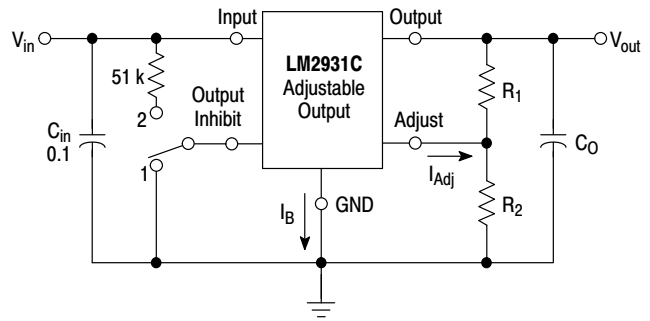 Input
Output
V_in
V_out
LM2931C
Adjustable
Output
51 k
R_1
Output
Inhibit
Adjust
2
C_in
0.1
C_O
1
I_Adj
I_B
GND
R_2